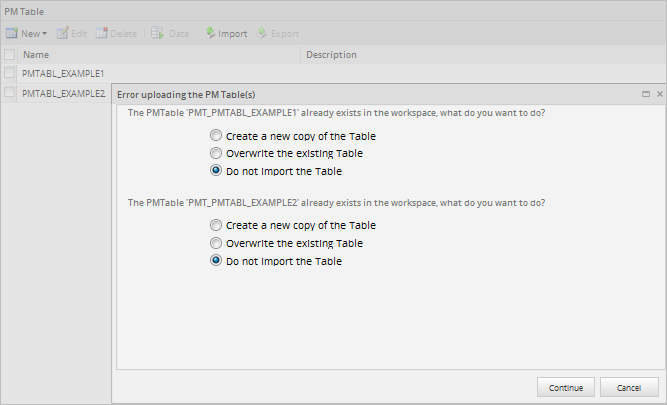 PM Table
New Edit Delete Data Import Export
Name Description
PMTABL_EXAMPLE1
PMTABL_EXAMPLE2
Error uploading the PM Table(s)
The PMTable 'PMT_PMTABL_EXAMPLE1' already exists in the workspace, what do you want to do?
Create a new copy of the Table
Overwrite the existing Table
Do not Import the Table
The PMTable 'PMT_PMTABL_EXAMPLE2' already exists in the workspace, what do you want to do?
Create a new copy of the Table
Overwrite the existing Table
Do not Import the Table
Continue Cancel